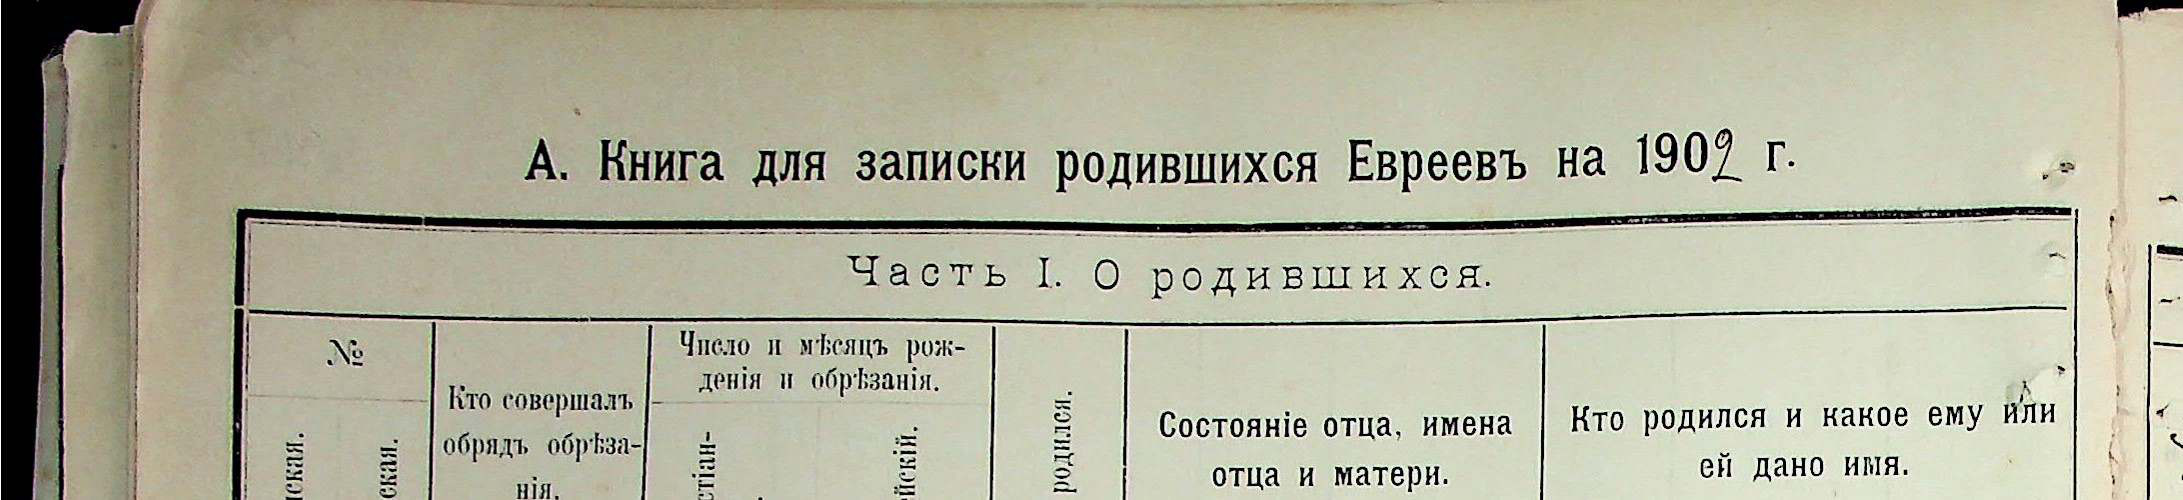 А. Книга для записки родившихся Евреевъ на 1902 г.
Часть I. О родившихся.
№
Число и мѣсяцъ рож-
денія и обрѣзанія.
Кто совершалъ
обрядъ обрѣза-
нія.
родился.
Состояніе отца, имена
отца и матери.
Кто родился и какое ему или
ей дано имя.